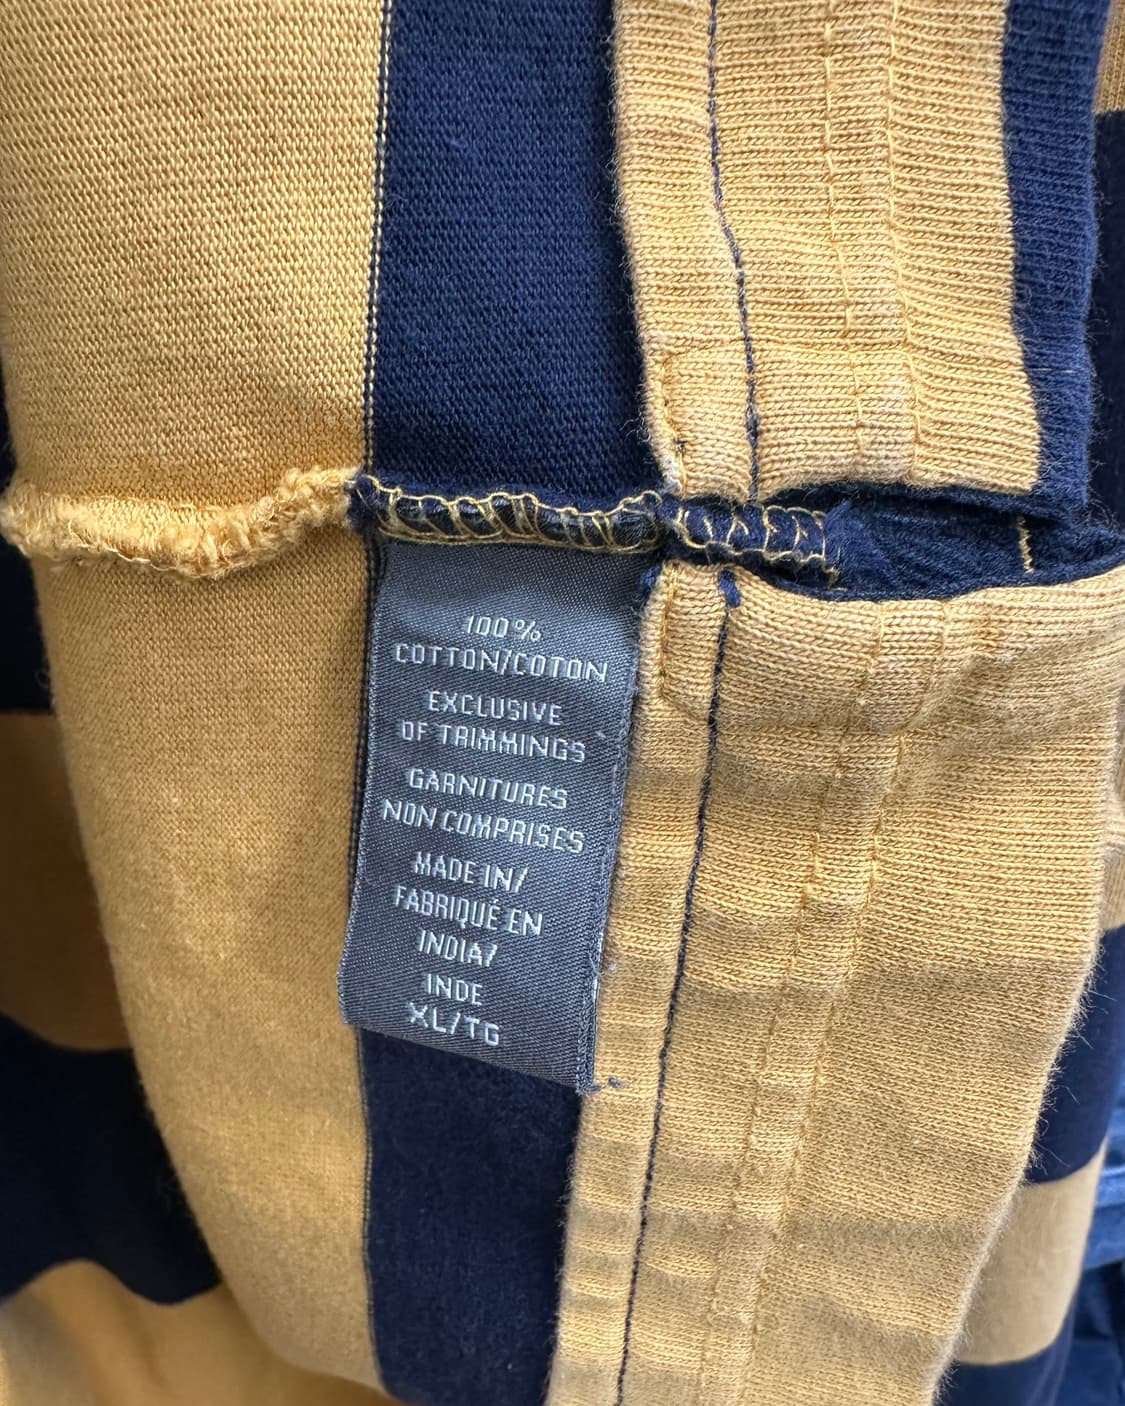 100%
COTTON/COTON
EXCLUSIVE
OF TRIMMINGS
GARNITURES
NON COMPRISES
MADE IN/
FABRIQUÉ EN
INDIA/
INDE
XL/TG